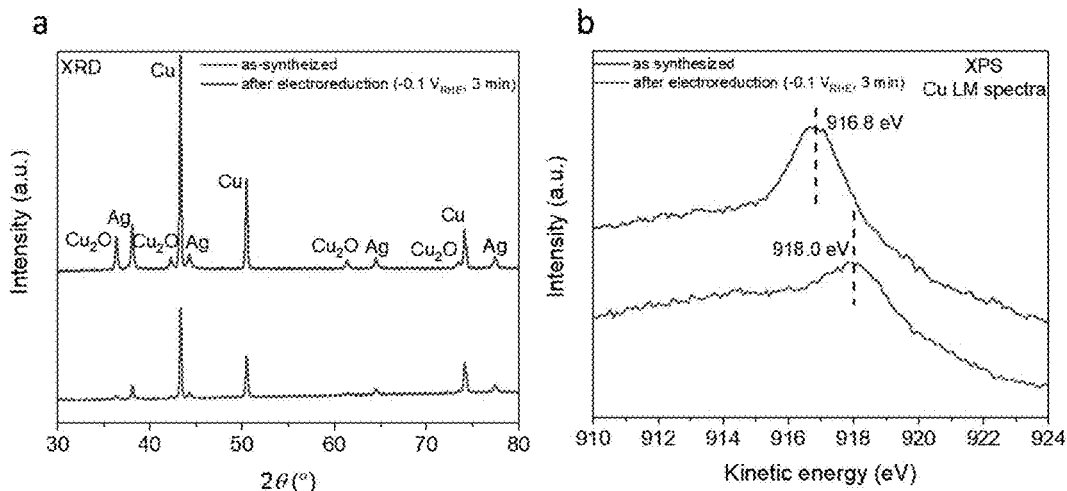 a
XRD
Cu
as-syntheized
after electroreduction (-0.1 V_RHE, 3 min)
Cu
Cu
Ag
Cu₂O
Cu₂O
Ag
Cu₂O
Ag
Cu₂O
Ag
Intensity (a.u.)
30 40 50 60 70 80
2θ (°)
b
as synthesized
after electroreduction (-0.1 V_RHE, 3 min)
XPS
Cu LM spectra
916.8 eV
918.0 eV
Intensity (a.u.)
910 912 914 916 918 920 922 924
Kinetic energy (eV)